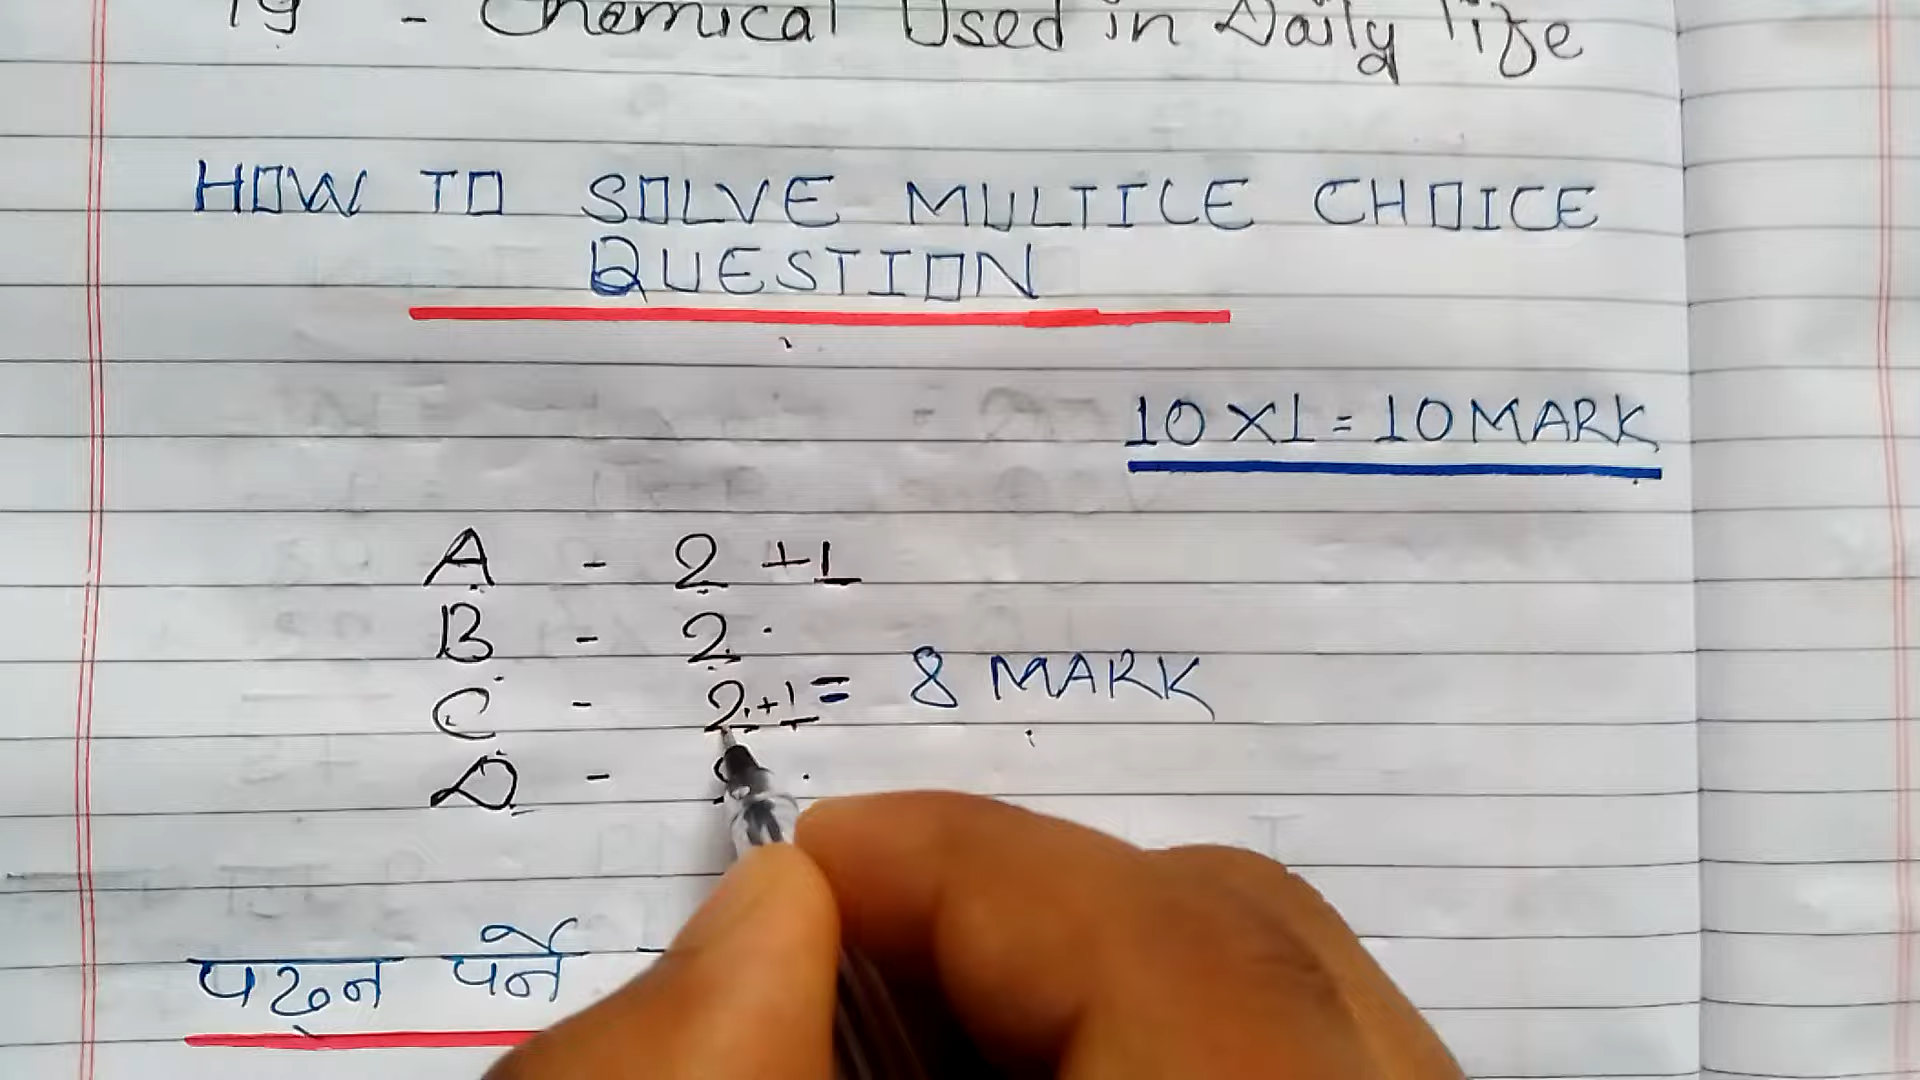 19 - Chemical Used in Daily life
HOW TO SOLVE MULTICE CHOICE
QUESTION
10 X 1 = 10 MARK
A - 2 + 1
B - 2
C - 2 + 1 = 8 MARK
D -
पढ्न पर्ने